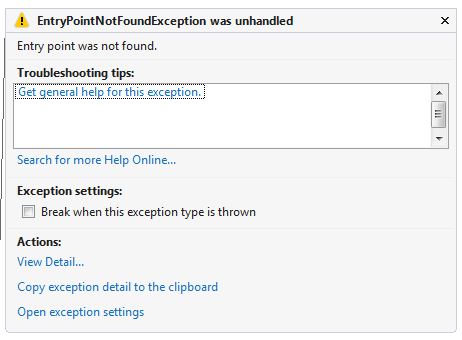 EntryPointNotFoundException was unhandled
Entry point was not found.
Troubleshooting tips:
Get general help for this exception.
Search for more Help Online...
Exception settings:
Break when this exception type is thrown
Actions:
View Detail...
Copy exception detail to the clipboard
Open exception settings